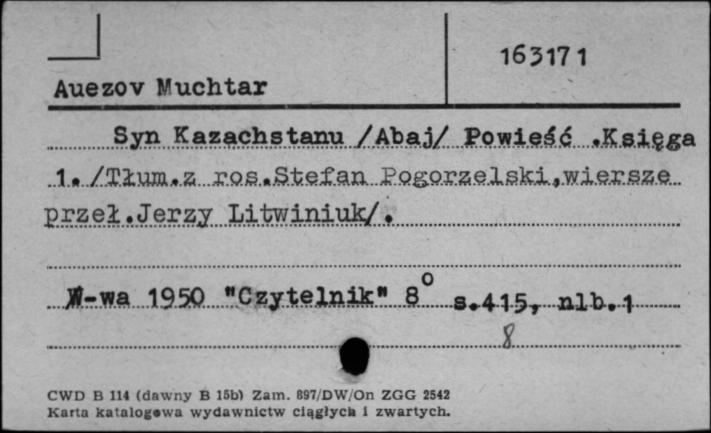 163171
Auezov Muchtar
Syn Kazachstanu /Abaj/ Powieść .Księga
1. /Tłum.z ros.Stefan Pogorzelski,wiersze
przeł.Jerzy Litwiniuk/.
W-wa 1950 "Czytelnik" 8o s.415, nlb.1
8
CWD B 114 (dawny B 15b) Zam. 897/DW/On ZGG 2542
Karta katalogowa wydawnictw ciągłych i zwartych.